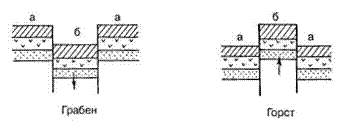 а б а
Грабен
б
а а
Горст